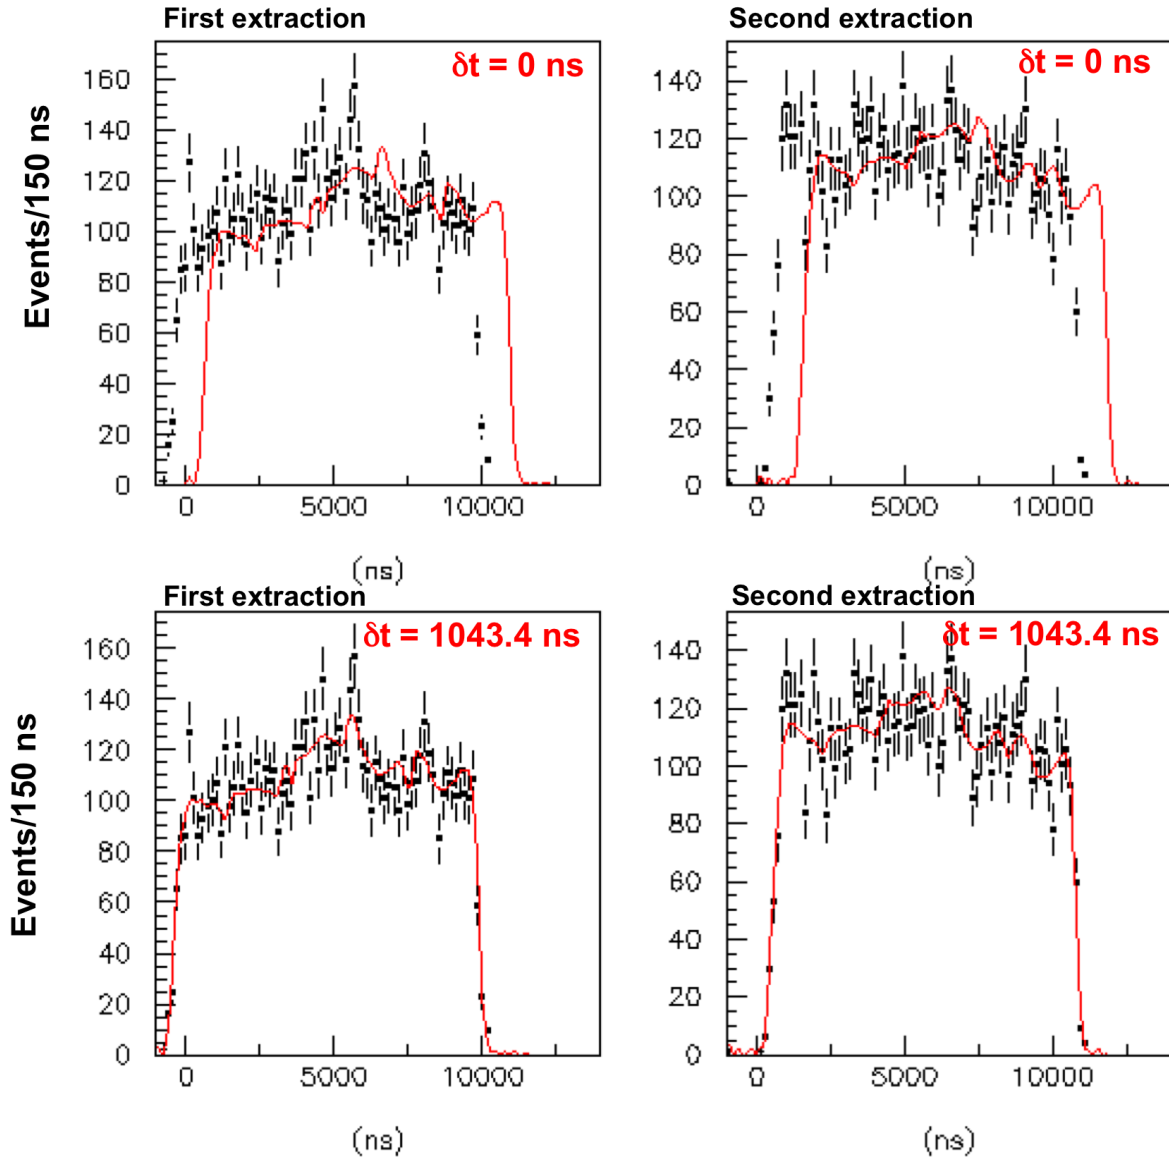 First extraction
δt = 0 ns
Events/150 ns
160
140
120
100
80
60
40
20
0
0 5000 10000
(ns)
Second extraction
δt = 0 ns
140
120
100
80
60
40
20
0
0 5000 10000
(ns)
First extraction
δt = 1043.4 ns
Events/150 ns
160
140
120
100
80
60
40
20
0
0 5000 10000
(ns)
Second extraction
δt = 1043.4 ns
140
120
100
80
60
40
20
0
0 5000 10000
(ns)